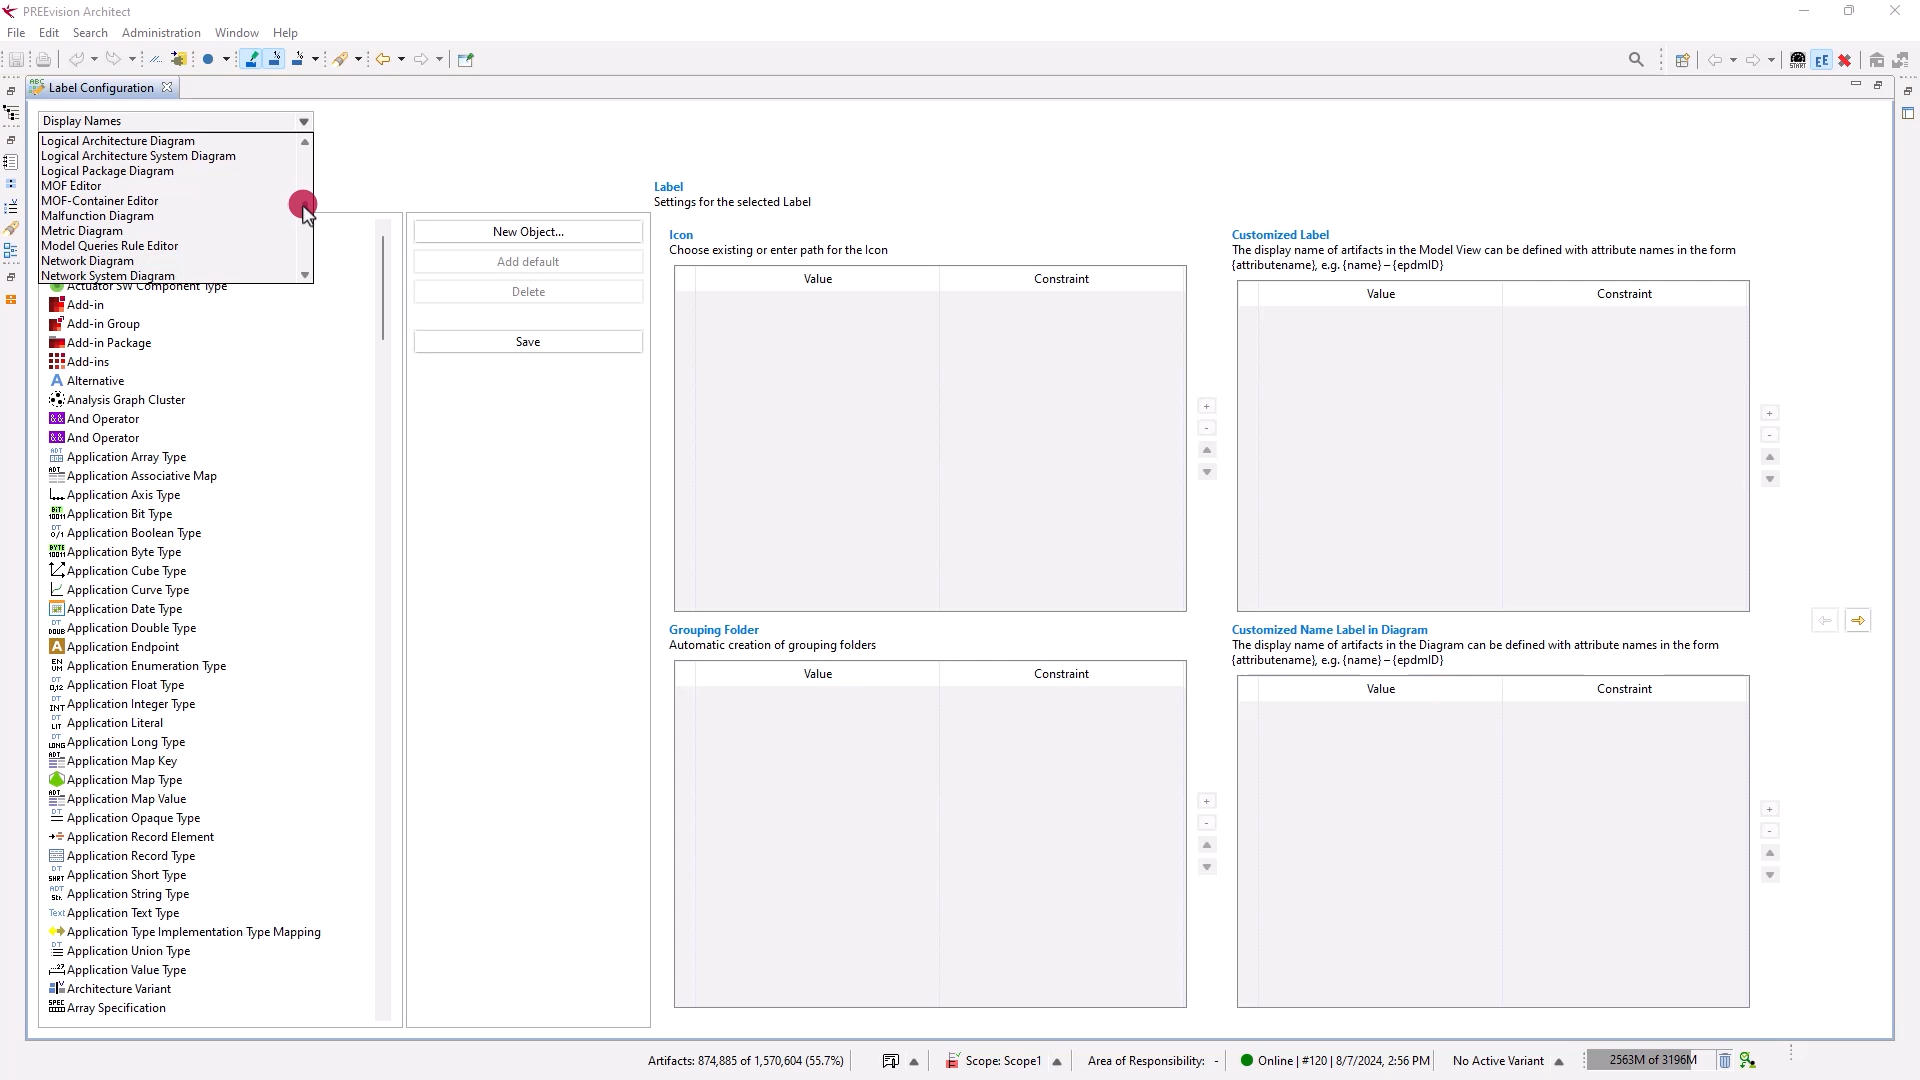 PREEvision Architect
File Edit Search Administration Window Help
Label Configuration
Display Names
Logical Architecture Diagram
Logical Architecture System Diagram
Logical Package Diagram
MOF Editor
MOF-Container Editor
Malfunction Diagram
Metric Diagram
Model Queries Rule Editor
Network Diagram
Network System Diagram
Actuator SW Component Type
Add-in
Add-in Group
Add-in Package
Add-ins
Alternative
Analysis Graph Cluster
And Operator
And Operator
Application Array Type
Application Associative Map
Application Axis Type
Application Bit Type
Application Boolean Type
Application Byte Type
Application Cube Type
Application Curve Type
Application Date Type
Application Double Type
Application Endpoint
Application Enumeration Type
Application Float Type
Application Integer Type
Application Literal
Application Long Type
Application Map Key
Application Map Type
Application Map Value
Application Opaque Type
Application Record Element
Application Record Type
Application Short Type
Application String Type
Application Text Type
Application Type Implementation Type Mapping
Application Union Type
Application Value Type
Architecture Variant
Array Specification
New Object...
Add default
Delete
Save
Label
Settings for the selected Label
Icon
Choose existing or enter path for the Icon
Value Constraint
Grouping Folder
Automatic creation of grouping folders
Value Constraint
Customized Label
The display name of artifacts in the Model View can be defined with attribute names in the form
{attributename}, e.g. {name} – {epdmID}
Value Constraint
Customized Name Label in Diagram
The display name of artifacts in the Diagram can be defined with attribute names in the form
{attributename}, e.g. {name} – {epdmID}
Value Constraint
Artifacts: 874,885 of 1,570,604 (55.7%) Scope: Scope1 Area of Responsibility: - Online | #120 | 8/7/2024, 2:56 PM No Active Variant 2563M of 3196M